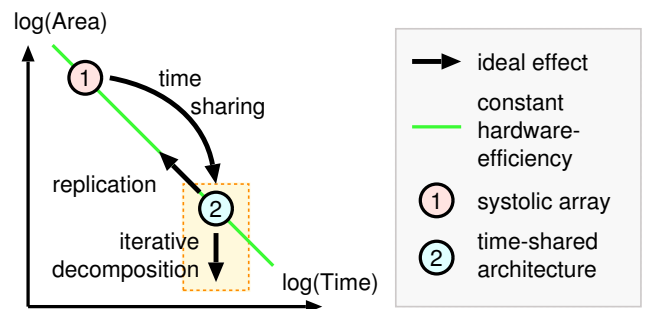 log(Area)
1
time
sharing
replication
2
iterative
decomposition
log(Time)
ideal effect
constant
hardware-
efficiency
1 systolic array
2 time-shared
architecture